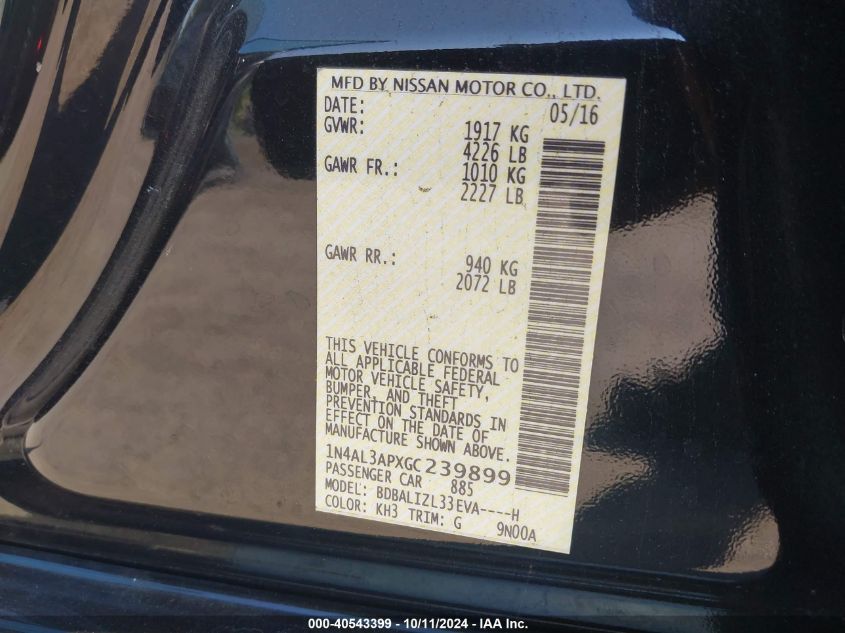 MFD BY NISSAN MOTOR CO., LTD.
DATE: 05/16
GVWR: 1917 KG
4226 LB
GAWR FR.: 1010 KG
2227 LB
GAWR RR.: 940 KG
2072 LB
THIS VEHICLE CONFORMS TO
ALL APPLICABLE FEDERAL
MOTOR VEHICLE SAFETY,
BUMPER, AND THEFT
PREVENTION STANDARDS IN
EFFECT ON THE DATE OF
MANUFACTURE SHOWN ABOVE.
1N4AL3APXGC239899
PASSENGER CAR 885
MODEL: BDBALIZL33EVA----H
COLOR: KH3 TRIM: G 9N00A
000-40543399 - 10/11/2024 - IAA Inc.